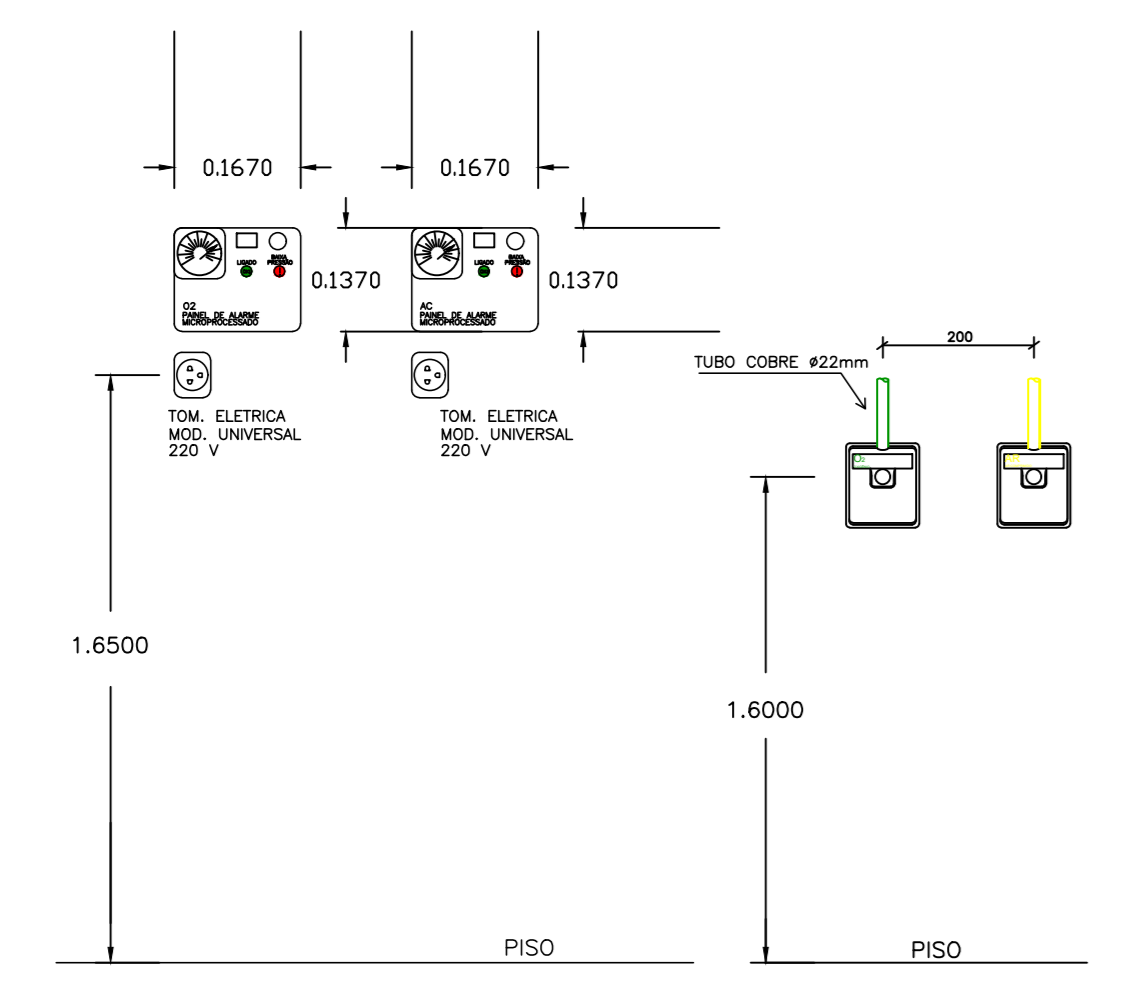 0.1670
0.1670
LIGADO
BAIXA
PRESSÃO
LIGADO
BAIXA
PRESSÃO
0.1370
0.1370
O2
PAINEL DE ALARME
MICROPROCESSADO
AC
PAINEL DE ALARME
MICROPROCESSADO
200
TUBO COBRE ø22mm
TOM. ELETRICA
MOD. UNIVERSAL
220 V
TOM. ELETRICA
MOD. UNIVERSAL
220 V
O2
AR
1.6500
1.6000
PISO
PISO